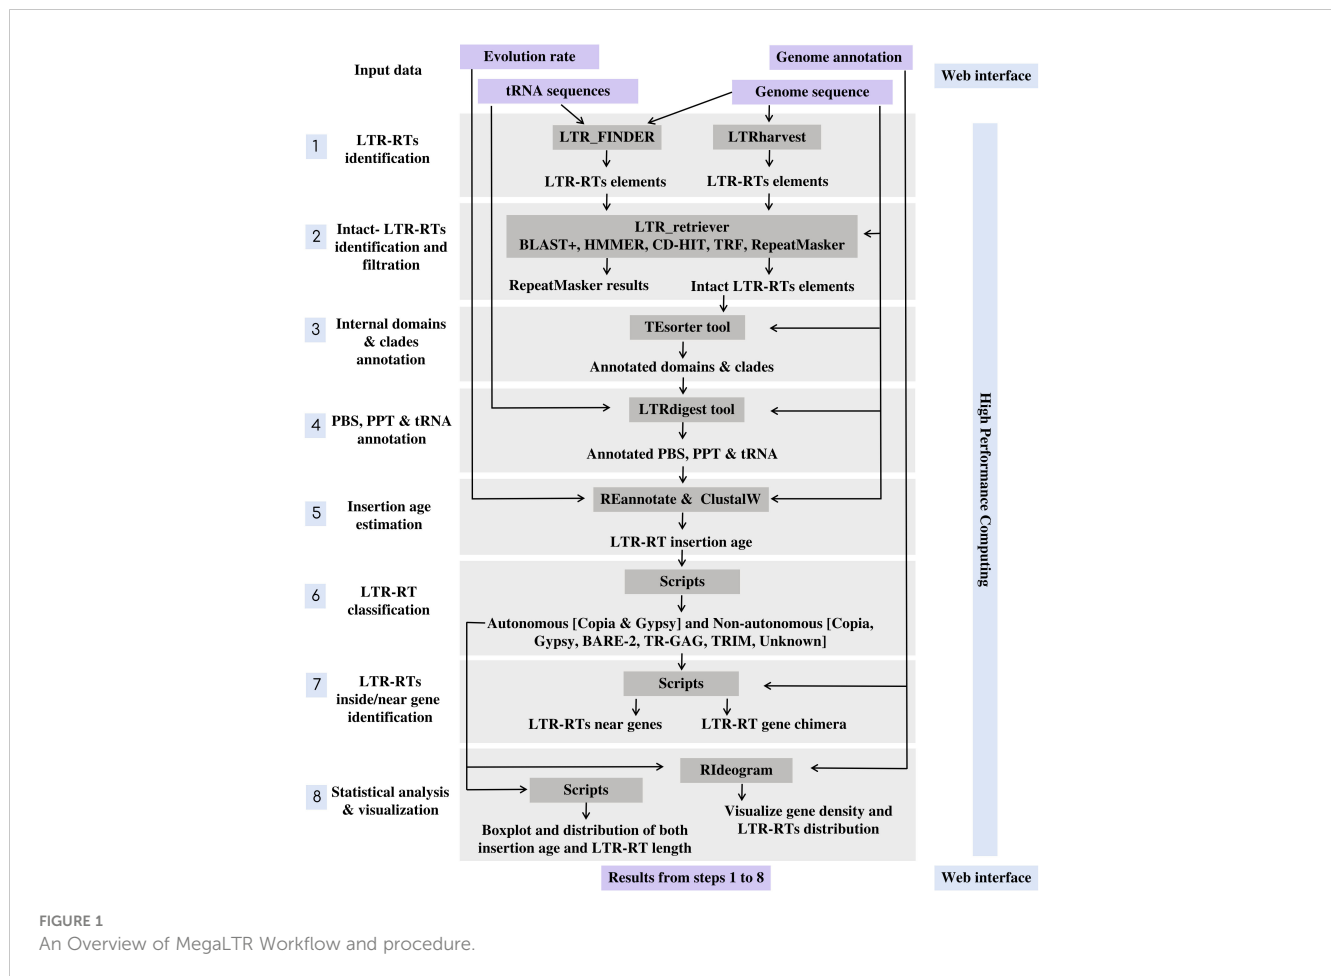 Input data
Evolution rate
Genome annotation
Web interface
tRNA sequences
Genome sequence
1
LTR-RTs
identification
LTR_FINDER
LTRharvest
LTR-RTs elements
LTR-RTs elements
2
Intact- LTR-RTs
identification and
filtration
LTR_retriever
BLAST+, HMMER, CD-HIT, TRF, RepeatMasker
RepeatMasker results
Intact LTR-RTs elements
3
Internal domains
& clades
annotation
TEsorter tool
Annotated domains & clades
4
PBS, PPT & tRNA
annotation
LTRdigest tool
Annotated PBS, PPT & tRNA
5
Insertion age
estimation
REannotate & ClustalW
LTR-RT insertion age
6
LTR-RT
classification
Scripts
Autonomous [Copia & Gypsy] and Non-autonomous [Copia,
Gypsy, BARE-2, TR-GAG, TRIM, Unknown]
7
LTR-RTs
inside/near gene
identification
Scripts
LTR-RTs near genes
LTR-RT gene chimera
8
Statistical analysis
& visualization
RIdeogram
Scripts
Visualize gene density and
LTR-RTs distribution
Boxplot and distribution of both
insertion age and LTR-RT length
High Performance Computing
Results from steps 1 to 8
Web interface
FIGURE 1
An Overview of MegaLTR Workflow and procedure.